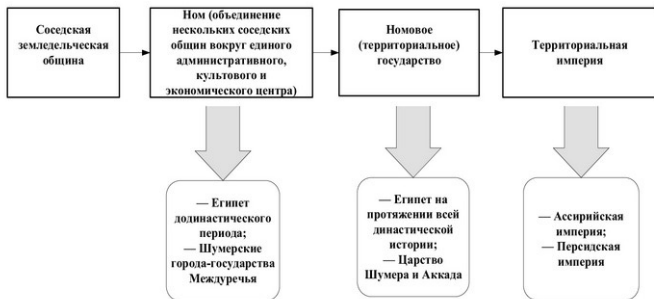 Соседская
земледельческая
община
Ном (объединение
нескольких соседских
общин вокруг единого
административного,
культового и
экономического центра)
Номовое
(территориальное)
государство
Территориальная
империя
— Египет
додинастического
периода;
— Шумерские
города-государства
Междуречья
— Египет на
протяжении всей
династической
истории;
— Царство
Шумера и Аккада
— Ассирийская
империя;
— Персидская
империя